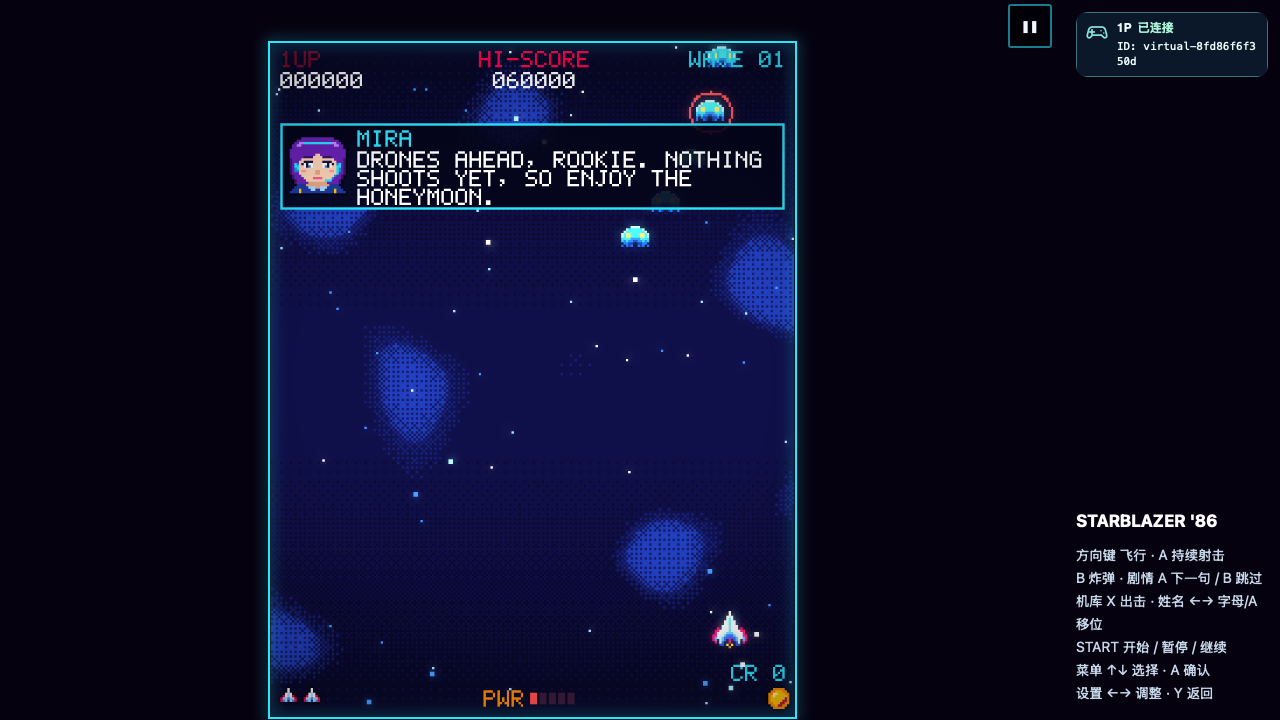 1UP
HI-SCORE
WAVE 01
000000
060000
MIRA
DRONES AHEAD, ROOKIE. NOTHING
SHOOTS YET, SO ENJOY THE
HONEYMOON.
CR 0
PWR
1P 已连接
ID: virtual-8fd86f6f3
50d
STARBLAZER '86
方向键 飞行 · A 持续射击
B 炸弹 · 剧情 A 下一句 / B 跳过
机库 X 出击 · 姓名 ←→ 字母/A
移位
START 开始 / 暂停 / 继续
菜单 ↑↓ 选择 · A 确认
设置 ←→ 调整 · Y 返回